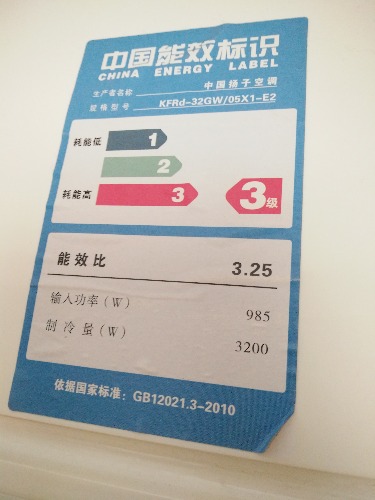 中国能效标识
CHINA ENERGY LABEL
生产者名称 中国扬子空调
规格型号 KFRd-32GW/05X1-E2
耗能低 1
2
耗能高 3 3级
能效比 3.25
输入功率(W) 985
制冷量(W) 3200
依据国家标准：GB12021.3-2010